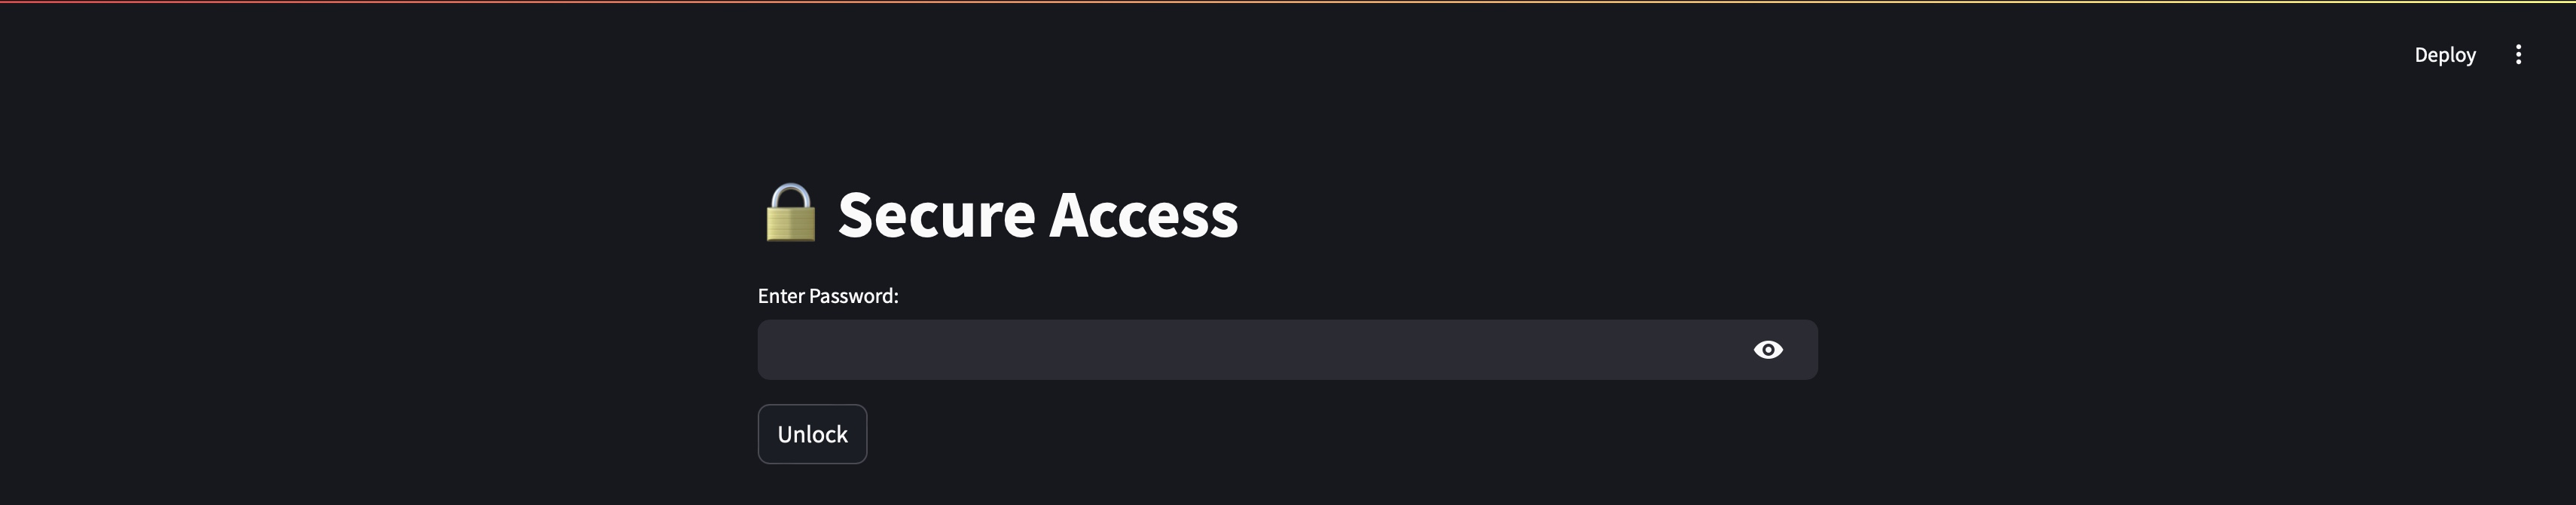 Deploy
🔒 Secure Access
Enter Password:
Unlock